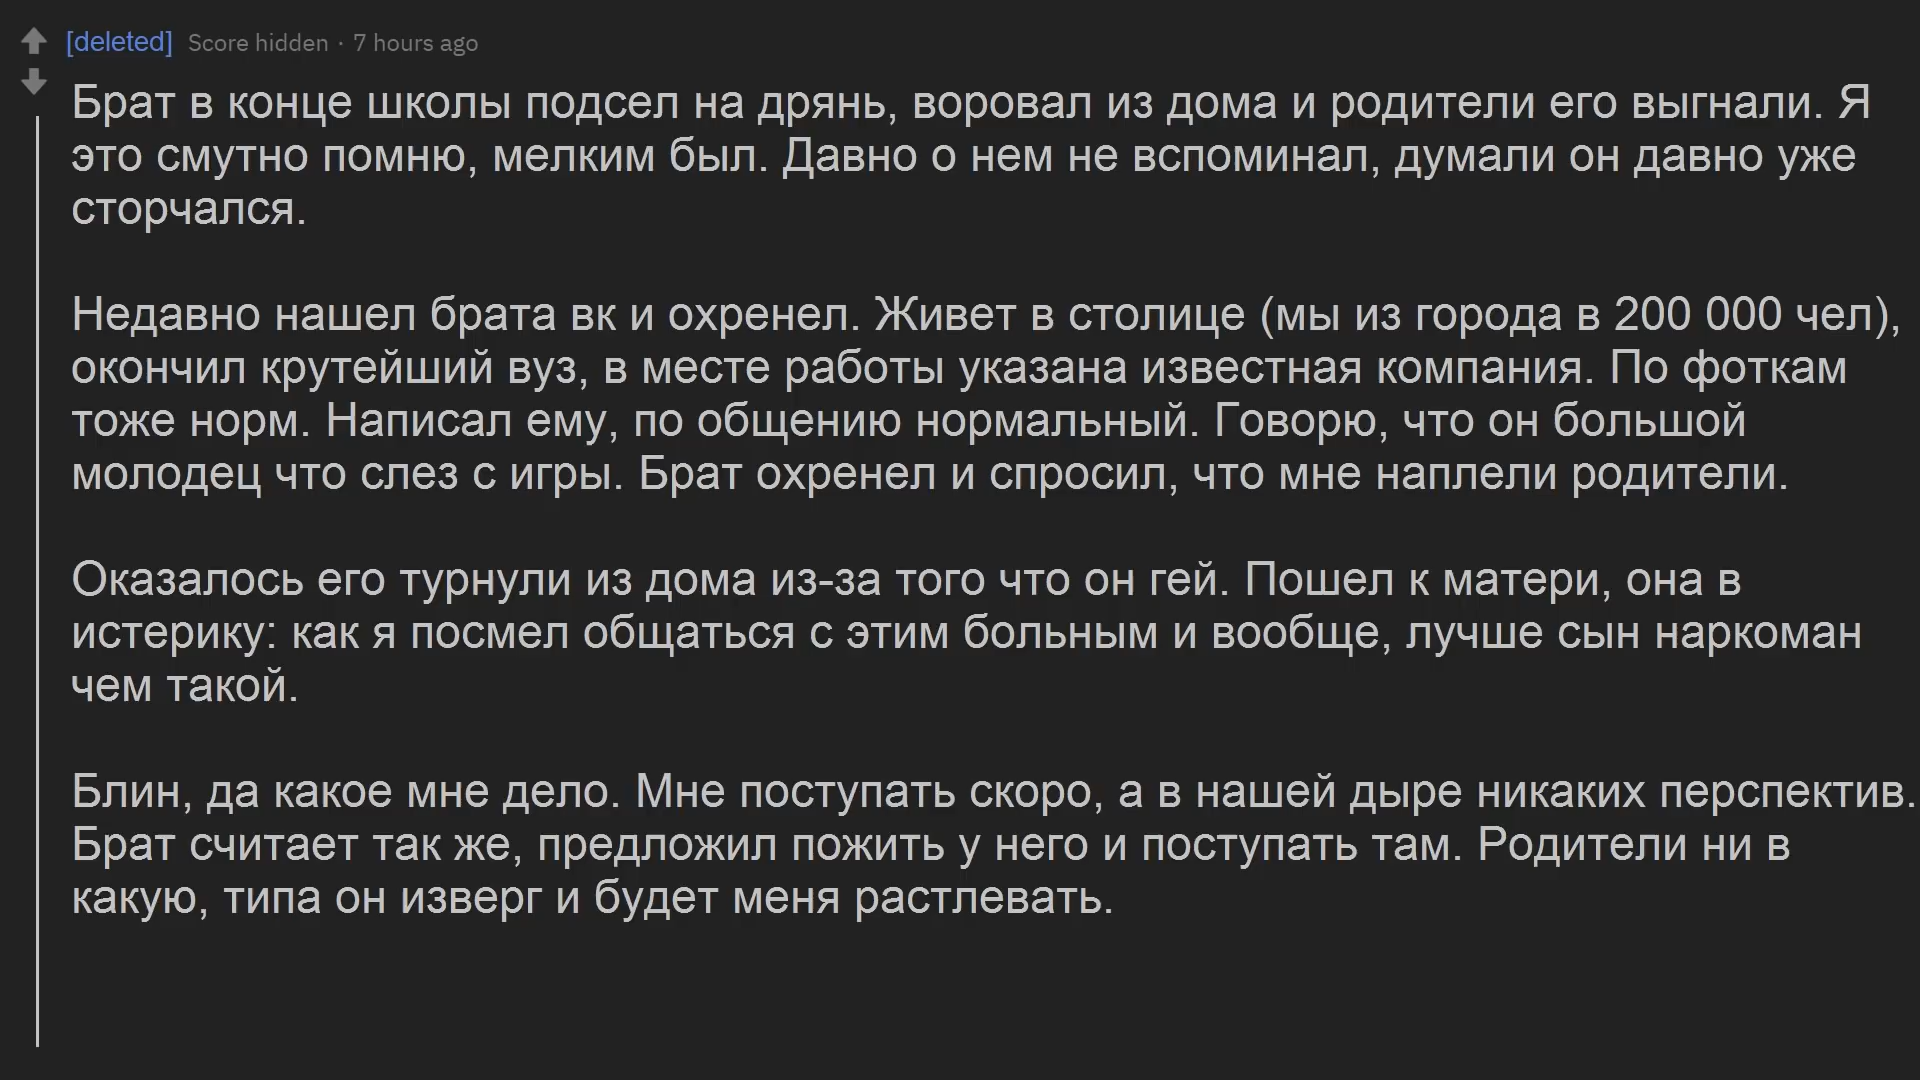 [deleted] Score hidden · 7 hours ago
Брат в конце школы подсел на дрянь, воровал из дома и родители его выгнали. Я
это смутно помню, мелким был. Давно о нем не вспоминал, думали он давно уже
сторчался.
Недавно нашел брата вк и охренел. Живет в столице (мы из города в 200 000 чел),
окончил крутейший вуз, в месте работы указана известная компания. По фоткам
тоже норм. Написал ему, по общению нормальный. Говорю, что он большой
молодец что слез с игры. Брат охренел и спросил, что мне наплели родители.
Оказалось его турнули из дома из-за того что он гей. Пошел к матери, она в
истерику: как я посмел общаться с этим больным и вообще, лучше сын наркоман
чем такой.
Блин, да какое мне дело. Мне поступать скоро, а в нашей дыре никаких перспектив.
Брат считает так же, предложил пожить у него и поступать там. Родители ни в
какую, типа он изверг и будет меня растлевать.